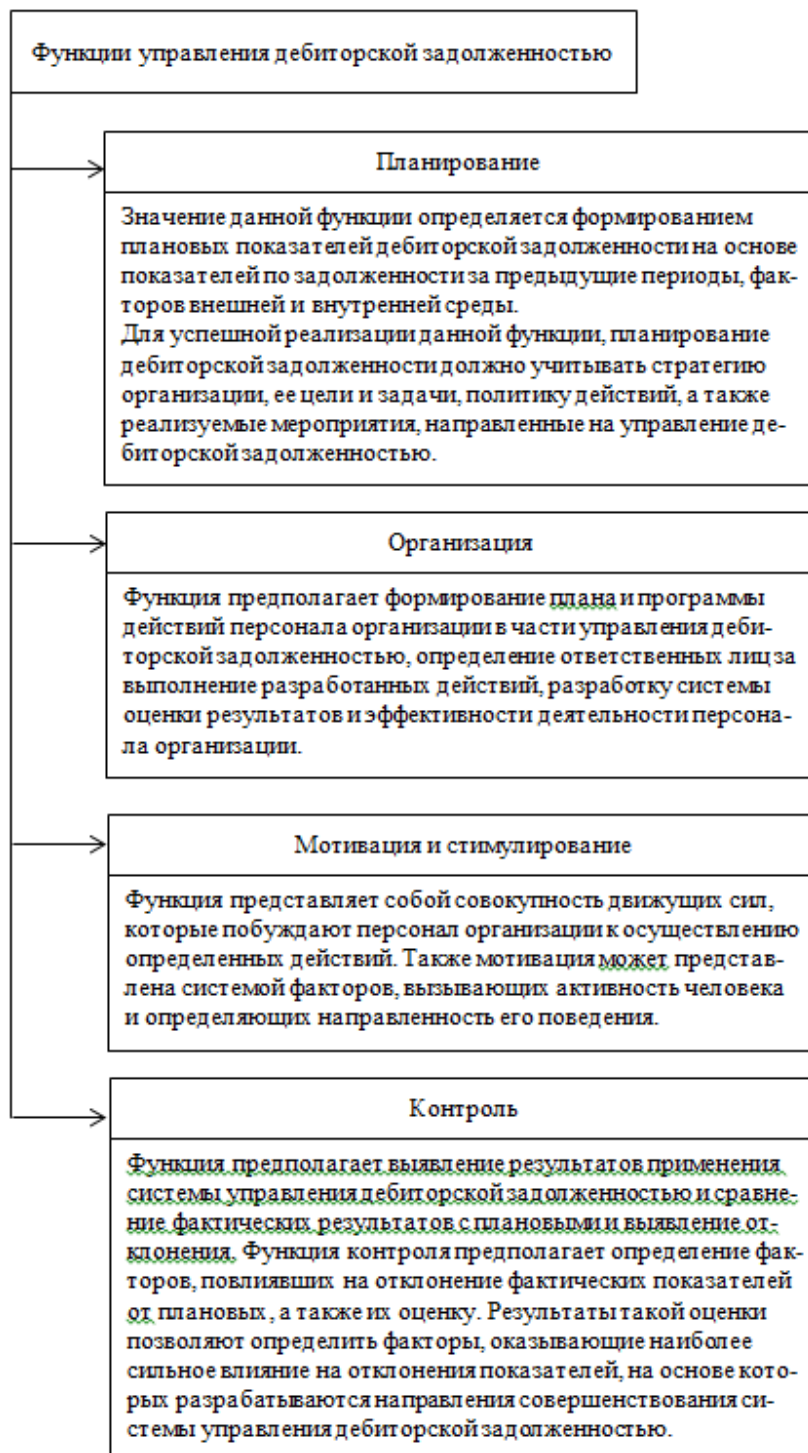 Функции управления дебиторской задолженностью
Планирование
Значение данной функции определяется формированием
плановых показателей дебиторской задолженности на основе
показателей по задолженности за предыдущие периоды, фак-
торов внешней и внутренней среды.
Для успешной реализации данной функции, планирование
дебиторской задолженности должно учитывать стратегию
организации, ее цели и задачи, политику действий, а также
реализуемые мероприятия, направленные на управление де-
биторской задолженностью.
Организация
Функция предполагает формирование плана и программы
действий персонала организации в части управления деби-
торской задолженностью, определение ответственных лиц за
выполнение разработанных действий, разработку системы
оценки результатов и эффективности деятельности персона-
ла организации.
Мотивация и стимулирование
Функция представляет собой совокупность движущих сил,
которые побуждают персонал организации к осуществлению
определенных действий. Также мотивация может представ-
лена системой факторов, вызывающих активность человека
и определяющих направленность его поведения.
Контроль
Функция предполагает выявление результатов применения
системы управления дебиторской задолженностью и сравне-
ние фактических результатов с плановыми и выявление от-
клонения. Функция контроля предполагает определение фак-
торов, повлиявших на отклонение фактических показателей
от плановых, а также их оценку. Результаты такой оценки
позволяют определить факторы, оказывающие наиболее
сильное влияние на отклонения показателей, на основе кото-
рых разрабатываются направления совершенствования си-
стемы управления дебиторской задолженностью.